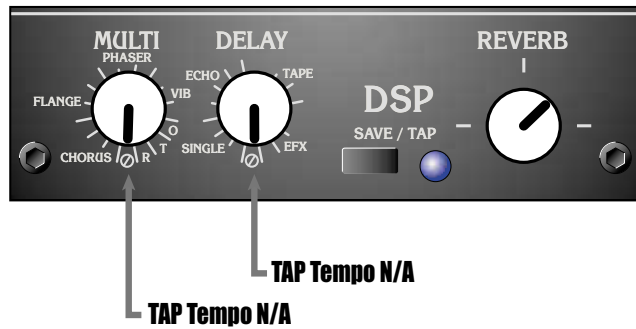 MULTI
DELAY
REVERB
PHASER
ECHO
TAPE
FLANGE
VIB
DSP
R O T
SAVE / TAP
CHORUS
SINGLE
EFX
TAP Tempo N/A
TAP Tempo N/A